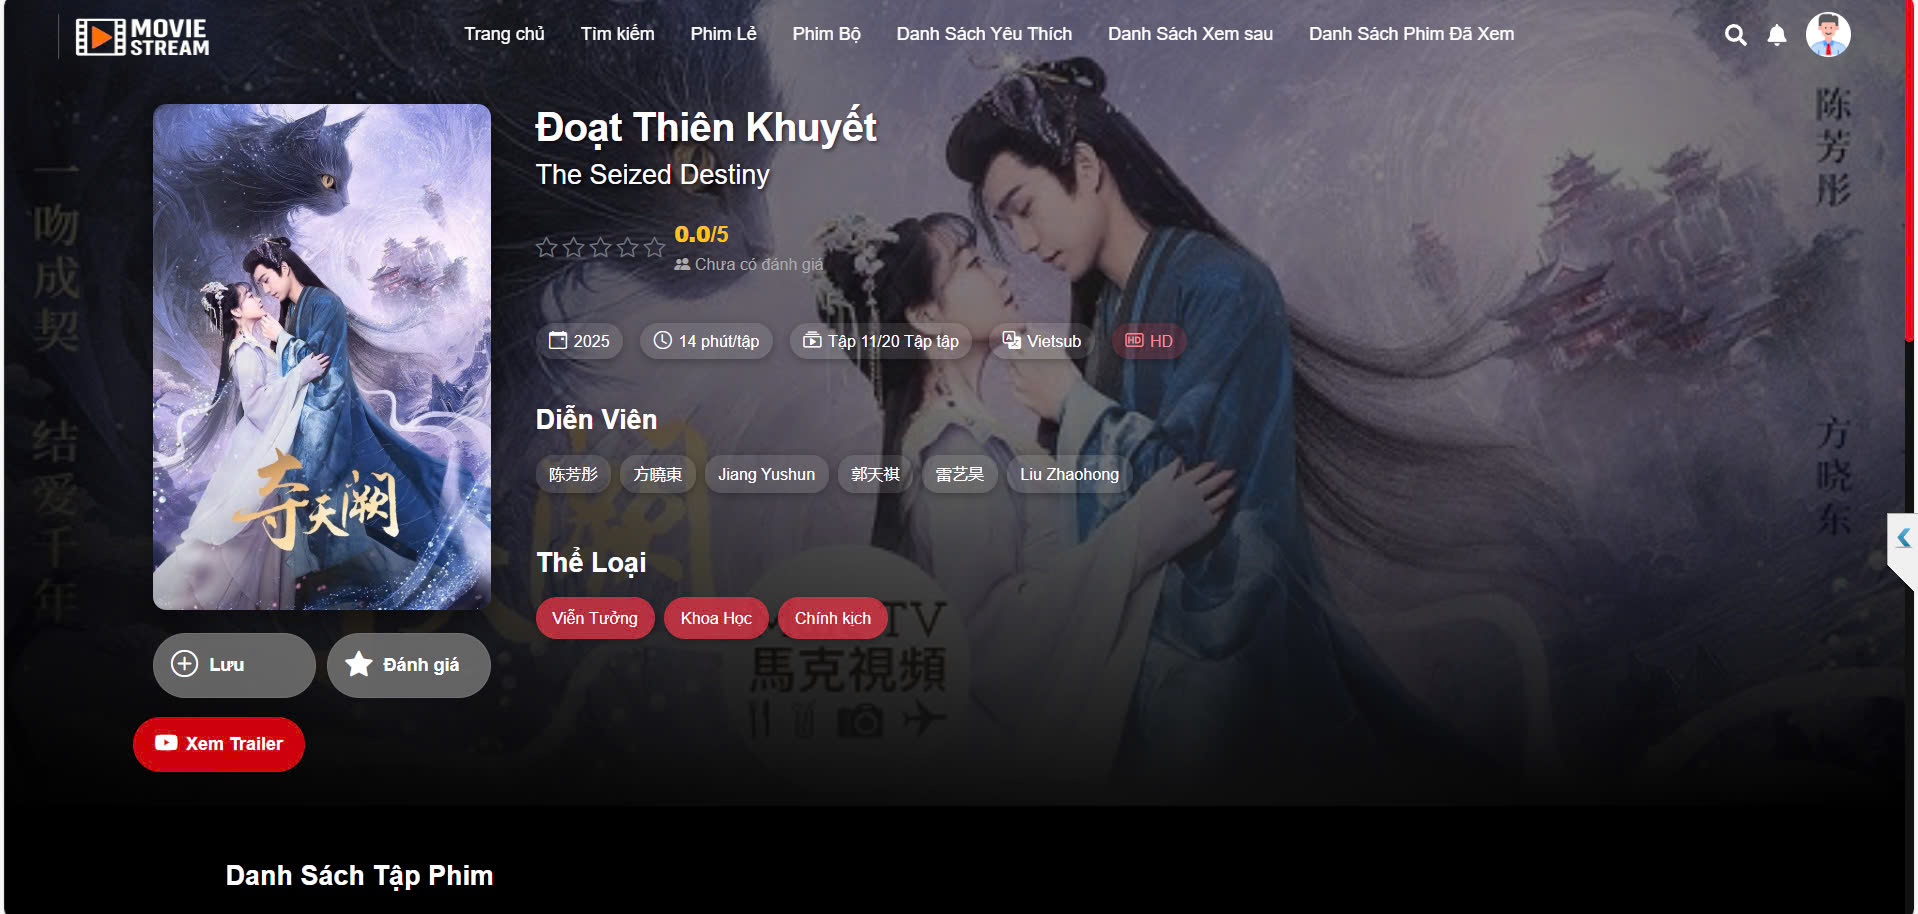 MOVIE
STREAM
Trang chủ
Tìm kiếm
Phim Lẻ
Phim Bộ
Danh Sách Yêu Thích
Danh Sách Xem sau
Danh Sách Phim Đã Xem
夺天阙
Đoạt Thiên Khuyết
The Seized Destiny
0.0/5
Chưa có đánh giá
2025
14 phút/tập
Tập 11/20 Tập tập
Vietsub
HD HD
Diễn Viên
陈芳彤
方曉東
Jiang Yushun
郭天祺
雷艺昊
Liu Zhaohong
Thể Loại
Viễn Tưởng
Khoa Học
Chính kịch
Lưu
Đánh giá
Xem Trailer
一吻成契
结爱千年
陈芳彤
方晓东
TV
馬克視頻
Danh Sách Tập Phim